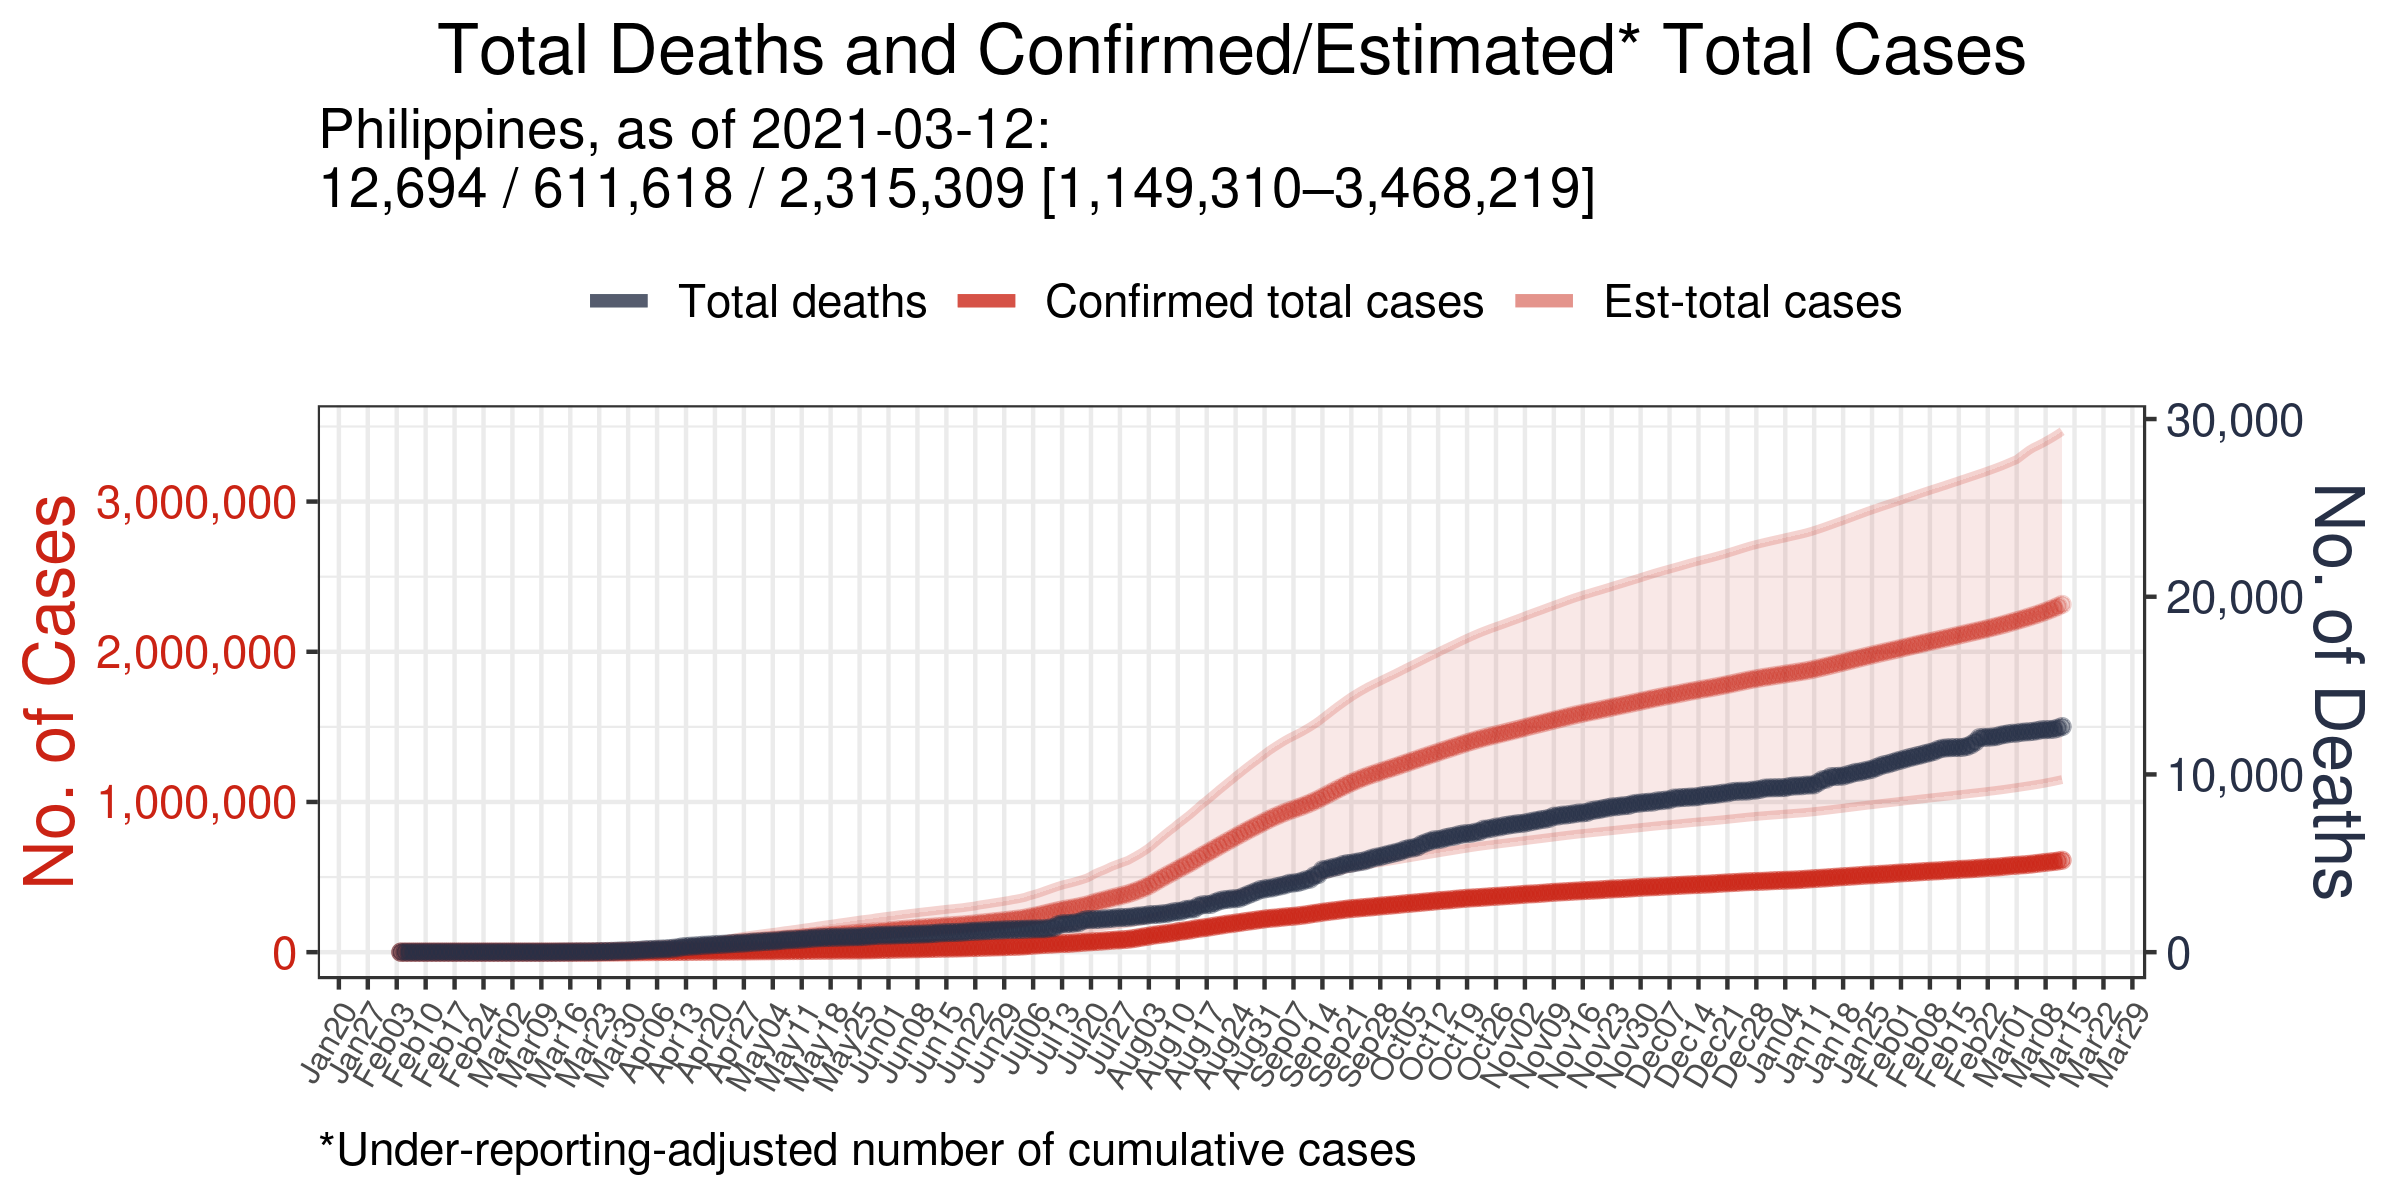 Total Deaths and Confirmed/Estimated* Total Cases
Philippines, as of 2021-03-12:
12,694 / 611,618 / 2,315,309 [1,149,310–3,468,219]
Total deaths
Confirmed total cases
Est-total cases
No. of Cases
3,000,000
2,000,000
1,000,000
0
30,000
20,000
10,000
0
No. of Deaths
Jan20
Jan27
Feb03
Feb10
Feb17
Feb24
Mar02
Mar09
Mar16
Mar23
Mar30
Apr06
Apr13
Apr20
Apr27
May04
May11
May18
May25
Jun01
Jun08
Jun15
Jun22
Jun29
Jul06
Jul13
Jul20
Jul27
Aug03
Aug10
Aug17
Aug24
Aug31
Sep07
Sep14
Sep21
Sep28
Oct05
Oct12
Oct19
Oct26
Nov02
Nov09
Nov16
Nov23
Nov30
Dec07
Dec14
Dec21
Dec28
Jan04
Jan11
Jan18
Jan25
Feb01
Feb08
Feb15
Feb22
Mar01
Mar08
Mar15
Mar22
Mar29
*Under-reporting-adjusted number of cumulative cases